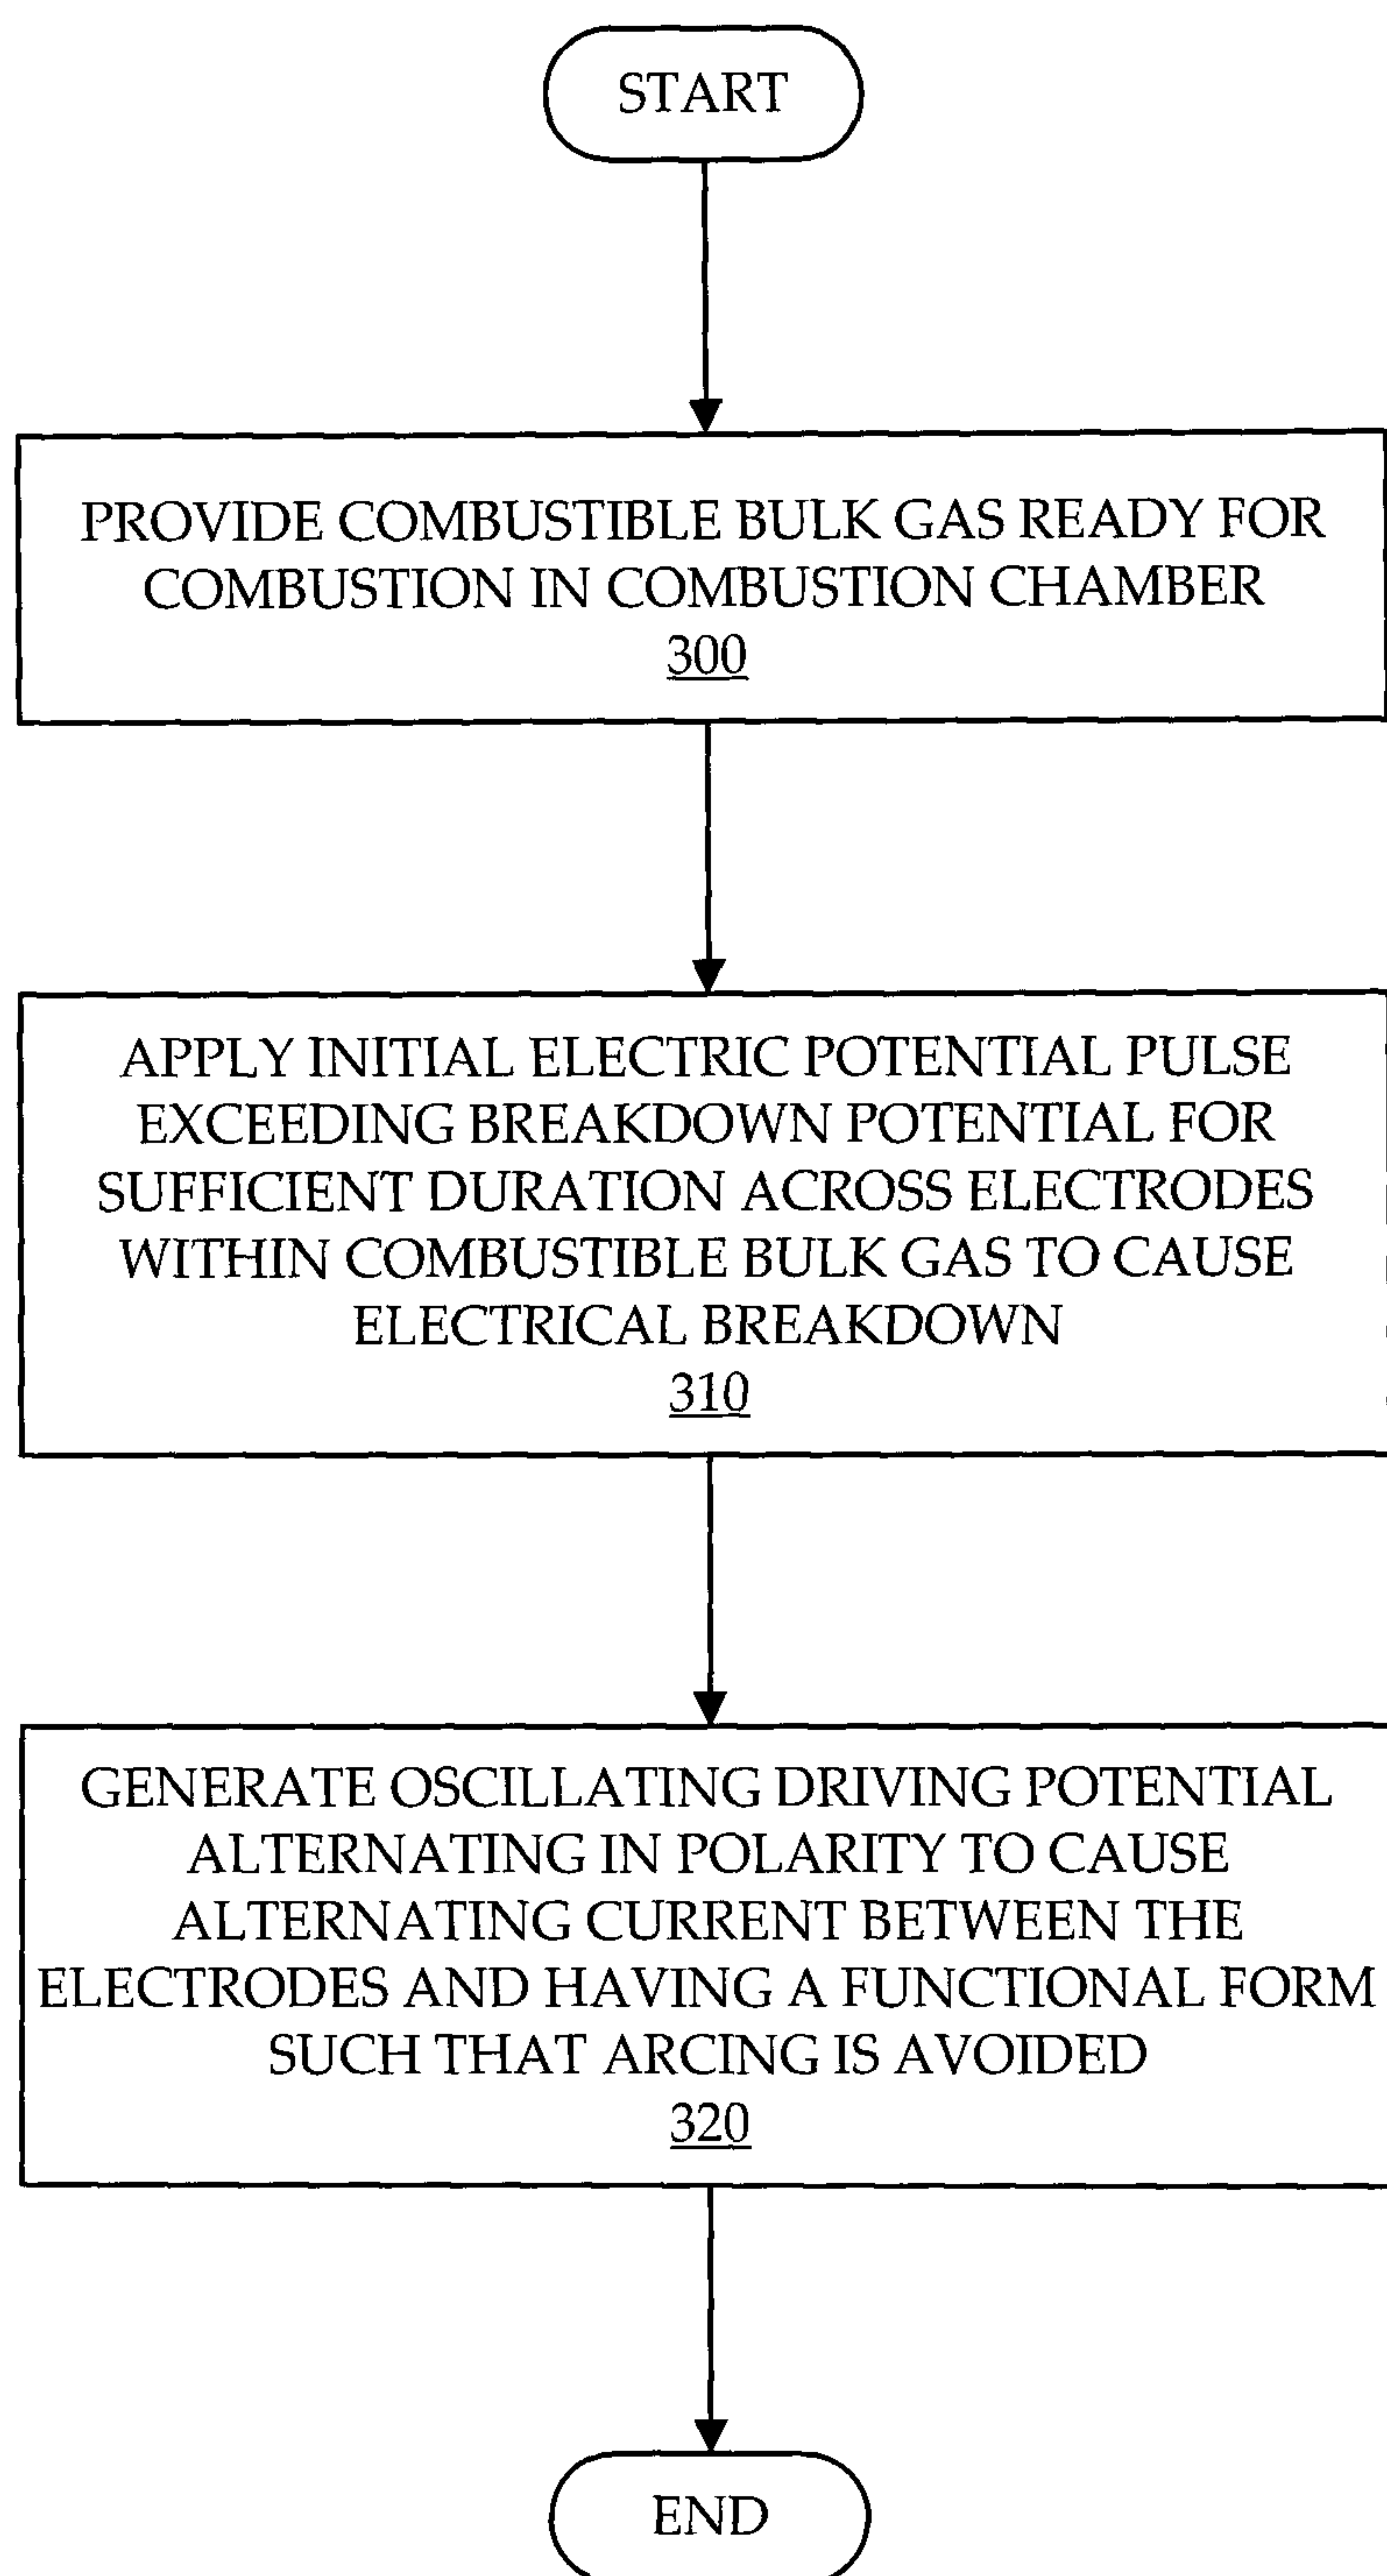 START
PROVIDE COMBUSTIBLE BULK GAS READY FOR
COMBUSTION IN COMBUSTION CHAMBER
300
APPLY INITIAL ELECTRIC POTENTIAL PULSE
EXCEEDING BREAKDOWN POTENTIAL FOR
SUFFICIENT DURATION ACROSS ELECTRODES
WITHIN COMBUSTIBLE BULK GAS TO CAUSE
ELECTRICAL BREAKDOWN
310
GENERATE OSCILLATING DRIVING POTENTIAL
ALTERNATING IN POLARITY TO CAUSE
ALTERNATING CURRENT BETWEEN THE
ELECTRODES AND HAVING A FUNCTIONAL FORM
SUCH THAT ARCING IS AVOIDED
320
END